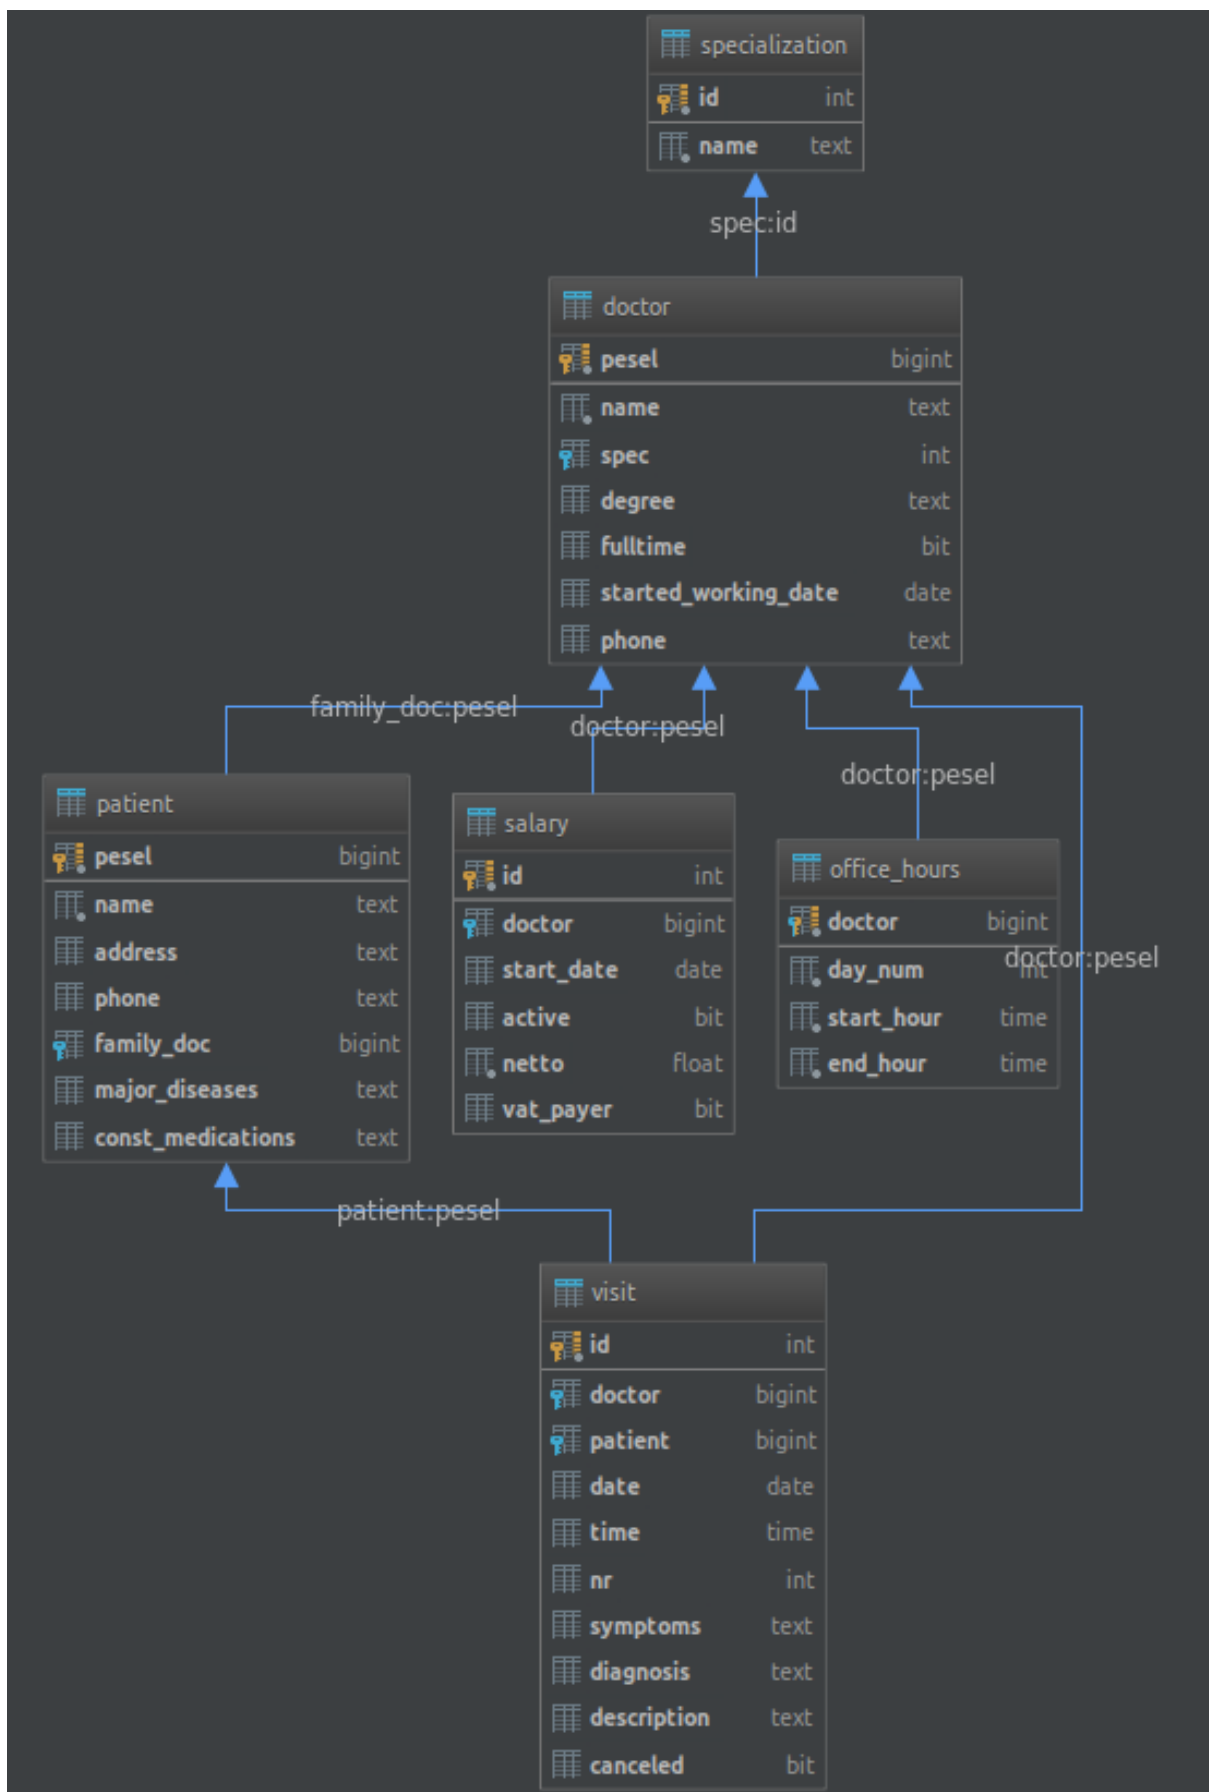 specialization
id int
name text
spec:id
doctor
pesel bigint
name text
spec int
degree text
fulltime bit
started_working_date date
phone text
family_doc:pesel
doctor:pesel
doctor:pesel
patient
pesel bigint
name text
address text
phone text
family_doc bigint
major_diseases text
const_medications text
salary
id int
doctor bigint
start_date date
active bit
netto float
vat_payer bit
office_hours
doctor bigint
day_num int
start_hour time
end_hour time
doctor:pesel
patient:pesel
visit
id int
doctor bigint
patient bigint
date date
time time
nr int
symptoms text
diagnosis text
description text
canceled bit